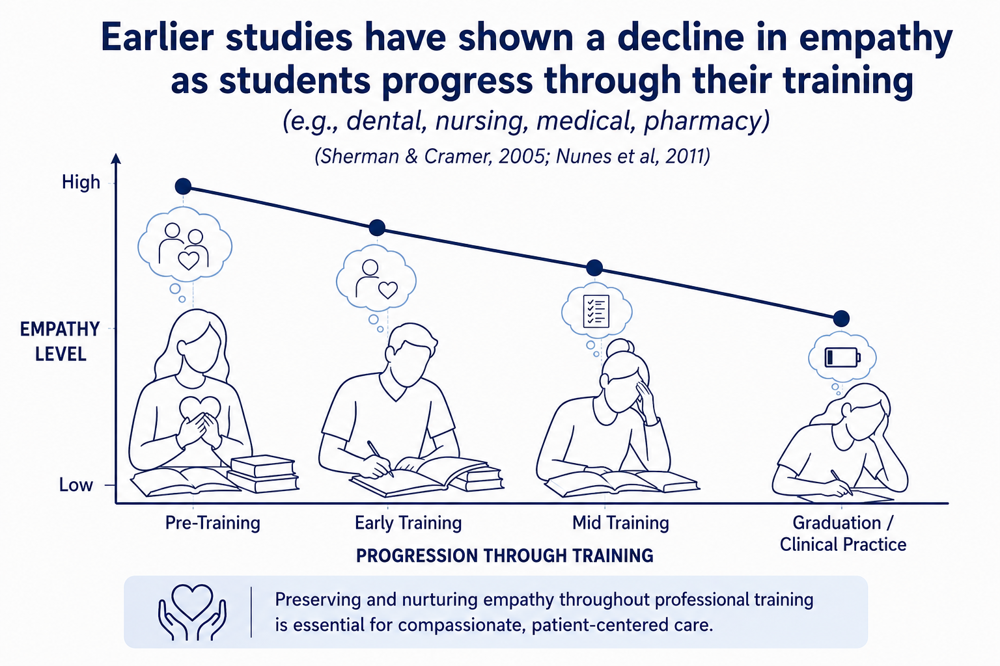 Earlier studies have shown a decline in empathy
as students progress through their training
(e.g., dental, nursing, medical, pharmacy)
(Sherman & Cramer, 2005; Nunes et al, 2011)
High
EMPATHY
LEVEL
Low
Pre-Training
Early Training
Mid Training
Graduation /
Clinical Practice
PROGRESSION THROUGH TRAINING
Preserving and nurturing empathy throughout professional training
is essential for compassionate, patient-centered care.